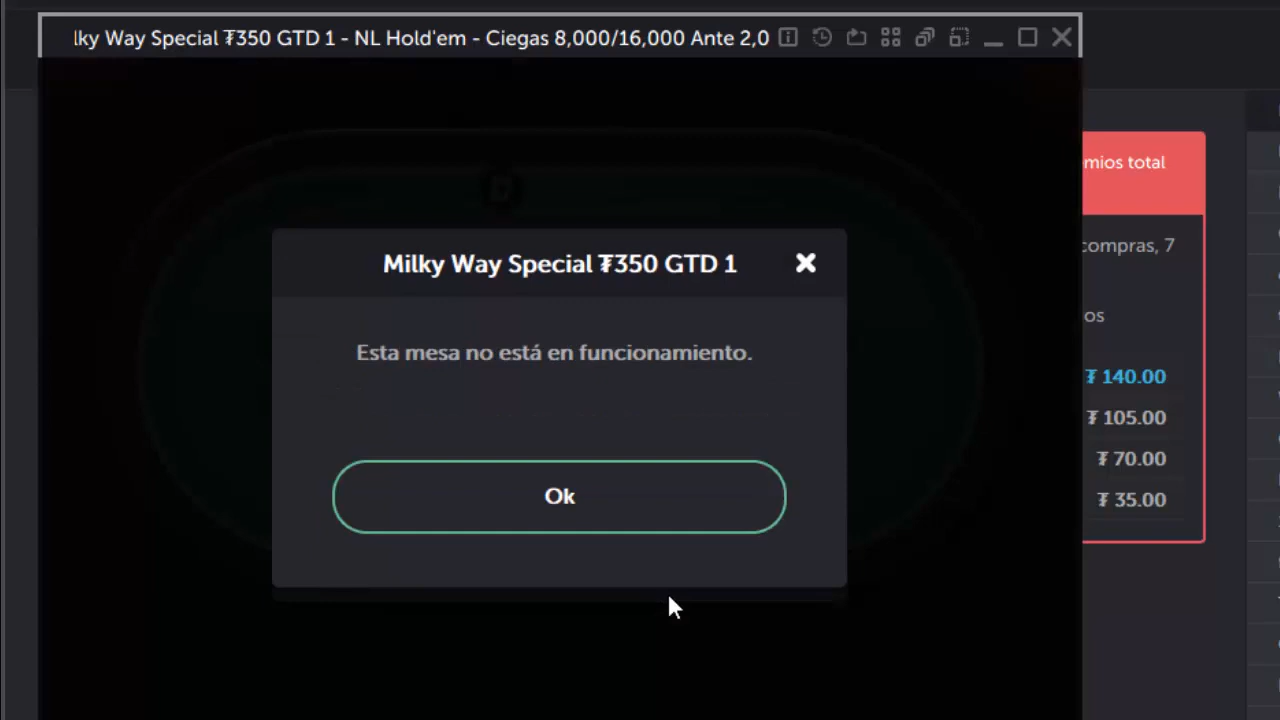 lky Way Special ₮350 GTD 1 - NL Hold'em - Ciegas 8,000/16,000 Ante 2,0
mios total
Milky Way Special ₮350 GTD 1
compras, 7
os
Esta mesa no está en funcionamiento.
₮ 140.00
₮ 105.00
₮ 70.00
Ok
₮ 35.00